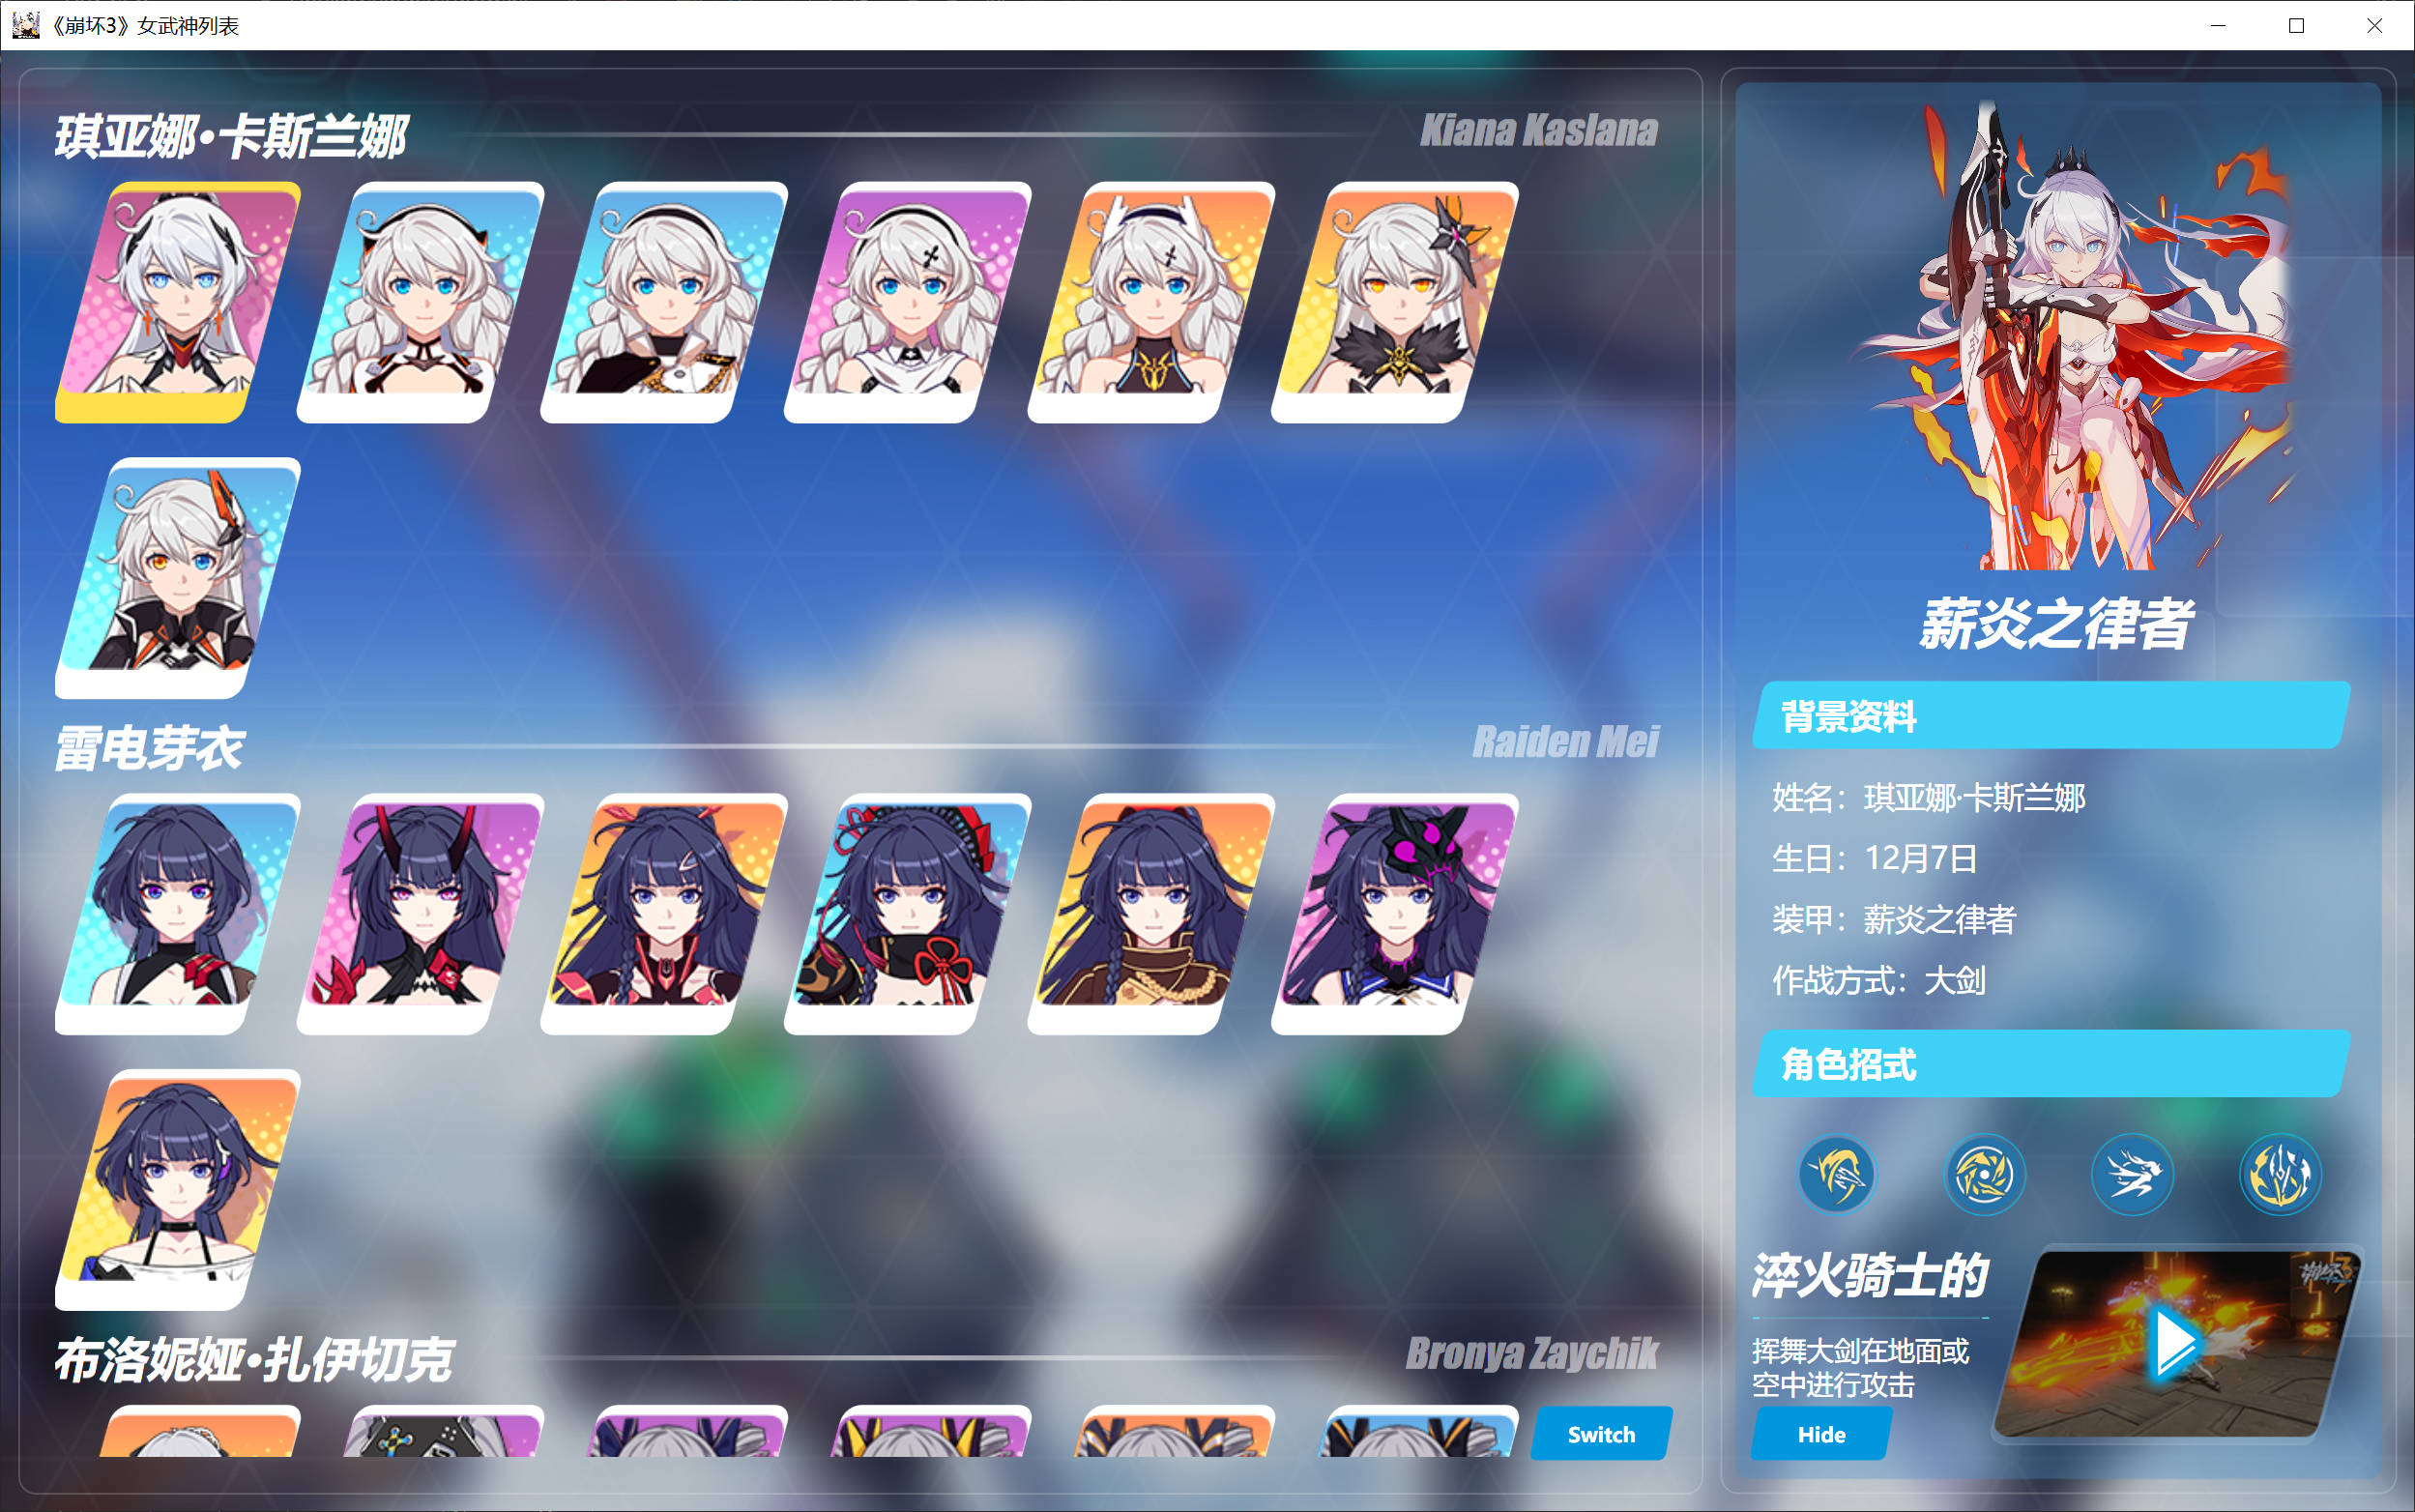 《崩坏3》女武神列表
琪亚娜·卡斯兰娜
Kiana Kaslana
雷电芽衣
Raiden Mei
布洛妮娅·扎伊切克
Bronya Zaychik
Switch
薪炎之律者
背景资料
姓名：琪亚娜·卡斯兰娜
生日：12月7日
装甲：薪炎之律者
作战方式：大剑
角色招式
淬火骑士的
挥舞大剑在地面或
空中进行攻击
Hide
崩坏3